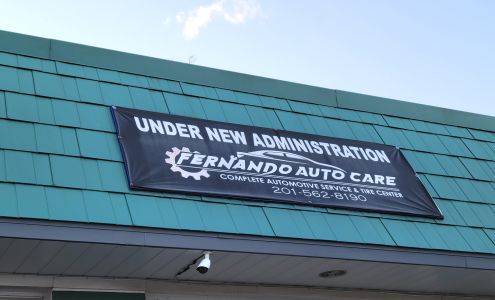 UNDER NEW ADMINISTRATION
FERNANDO AUTO CARE
COMPLETE AUTOMOTIVE SERVICE & TIRE CENTER
201-562-8190